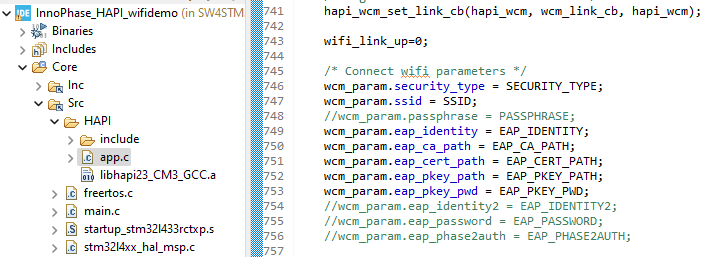 InnoPhase_HAPI_wifidemo (in SW4STM
Binaries
Includes
Core
Inc
Src
HAPI
include
app.c
libhapi23_CM3_GCC.a
freertos.c
main.c
startup_stm32l433rctxp.s
stm32l4xx_hal_msp.c
741 hapi_wcm_set_link_cb(hapi_wcm, wcm_link_cb, hapi_wcm);
742
743 wifi_link_up=0;
744
745 /* Connect wifi parameters */
746 wcm_param.security_type = SECURITY_TYPE;
747 wcm_param.ssid = SSID;
748 //wcm_param.passphrase = PASSPHRASE;
749 wcm_param.eap_identity = EAP_IDENTITY;
750 wcm_param.eap_ca_path = EAP_CA_PATH;
751 wcm_param.eap_cert_path = EAP_CERT_PATH;
752 wcm_param.eap_pkey_path = EAP_PKEY_PATH;
753 wcm_param.eap_pkey_pwd = EAP_PKEY_PWD;
754 //wcm_param.eap_identity2 = EAP_IDENTITY2;
755 //wcm_param.eap_password = EAP_PASSWORD;
756 //wcm_param.eap_phase2auth = EAP_PHASE2AUTH;
757